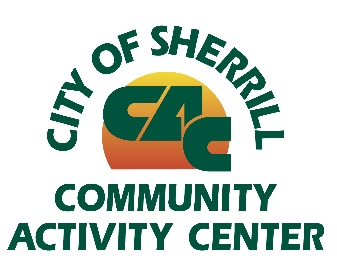 CITY OF SHERRILL
CAC
COMMUNITY
ACTIVITY CENTER